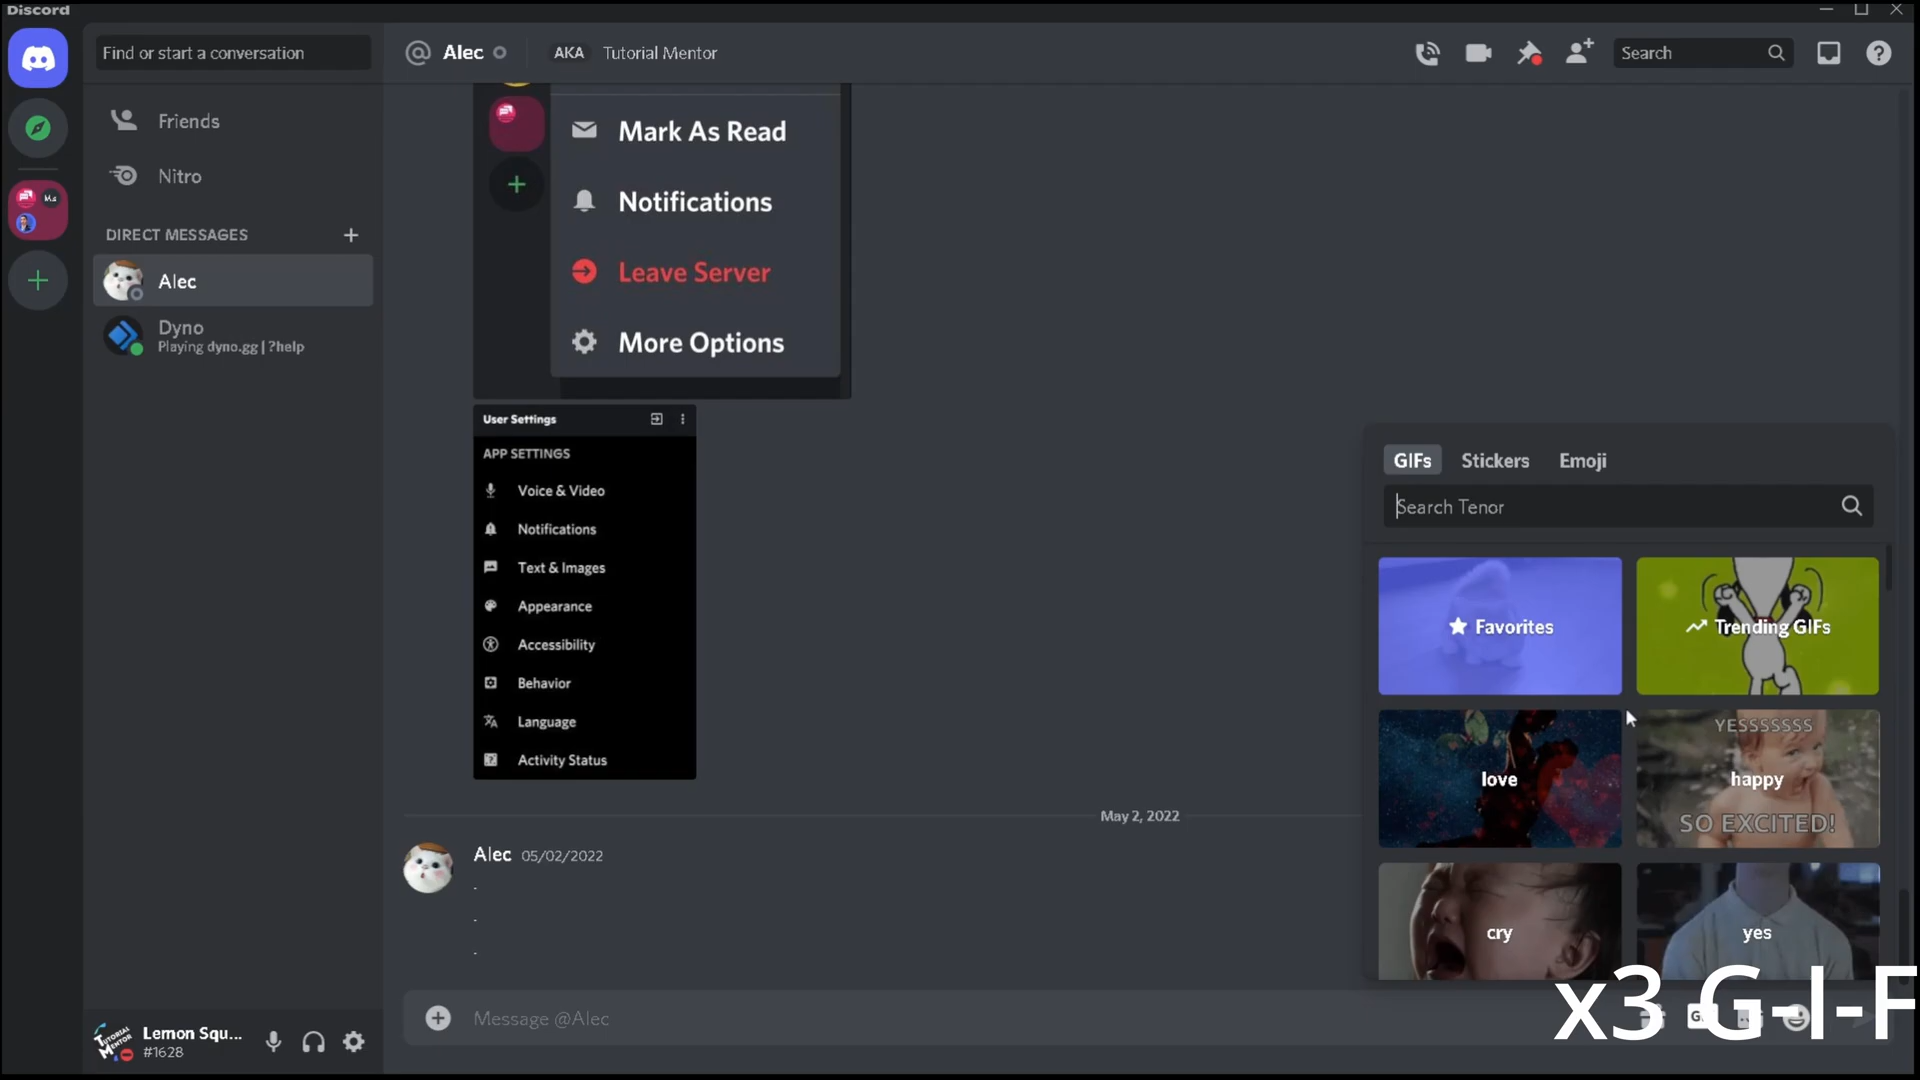 Discord
Find or start a conversation
Friends
Nitro
DIRECT MESSAGES
Alec
Dyno
Playing dyno.gg | ?help
Lemon Squ...
#1628
Alec
AKA
Tutorial Mentor
Search
Mark As Read
Notifications
Leave Server
More Options
User Settings
APP SETTINGS
Voice & Video
Notifications
Text & Images
Appearance
Accessibility
Behavior
Language
Activity Status
May 2, 2022
Alec 05/02/2022
.
.
.
Message @Alec
GIFs
Stickers
Emoji
Search Tenor
Favorites
Trending GIFs
love
YESSSSSSS
happy
SO EXCITED!
cry
yes
x3 G-I-F